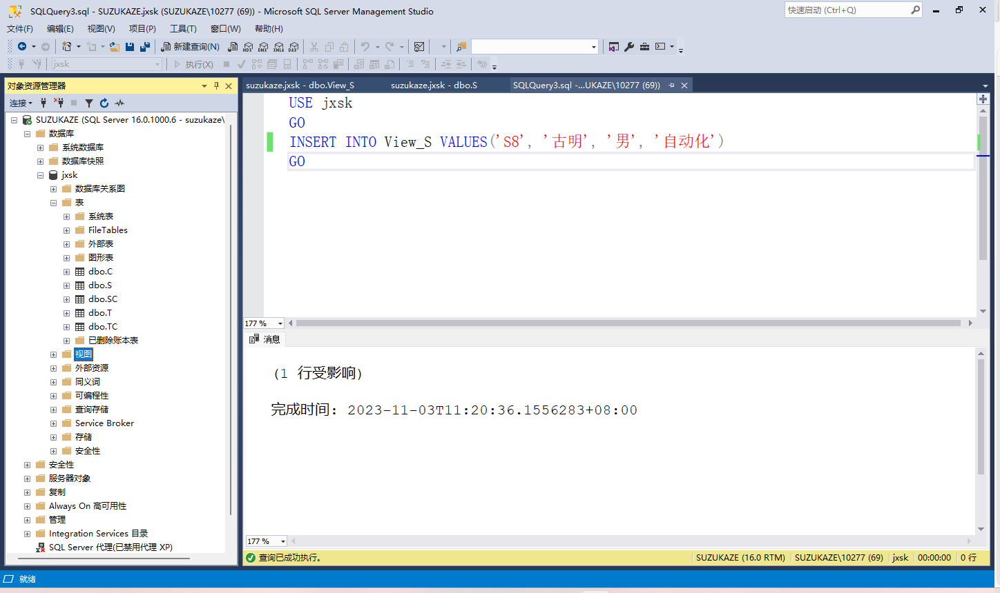 SQLQuery3.sql - SUZUKAZE.jxsk (SUZUKAZE\10277 (69)) - Microsoft SQL Server Management Studio
快速启动 (Ctrl+Q)
文件(F) 编辑(E) 视图(V) 项目(P) 工具(T) 窗口(W) 帮助(H)
新建查询(N) MDX DMX XMLA DAX
jxsk 执行(X)
对象资源管理器
连接
SUZUKAZE (SQL Server 16.0.1000.6 - suzukaze\
数据库
系统数据库
数据库快照
jxsk
数据库关系图
表
系统表
FileTables
外部表
图形表
dbo.C
dbo.S
dbo.SC
dbo.T
dbo.TC
已删除账本表
视图
外部资源
同义词
可编程性
查询存储
Service Broker
存储
安全性
安全性
服务器对象
复制
Always On 高可用性
管理
Integration Services 目录
SQL Server 代理(已禁用代理 XP)
suzukaze.jxsk - dbo.View_S suzukaze.jxsk - dbo.S SQLQuery3.sql -...UKAZE\10277 (69))
USE jxsk
GO
INSERT INTO View_S VALUES('S8', '古明', '男', '自动化')
GO
177 %
消息
(1 行受影响)
完成时间: 2023-11-03T11:20:36.1556283+08:00
177 %
查询已成功执行。 SUZUKAZE (16.0 RTM) SUZUKAZE\10277 (69) jxsk 00:00:00 0 行
就绪